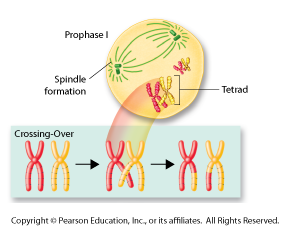 Prophase I
Spindle
formation
Tetrad
Crossing-Over
Copyright © Pearson Education, Inc., or its affiliates. All Rights Reserved.